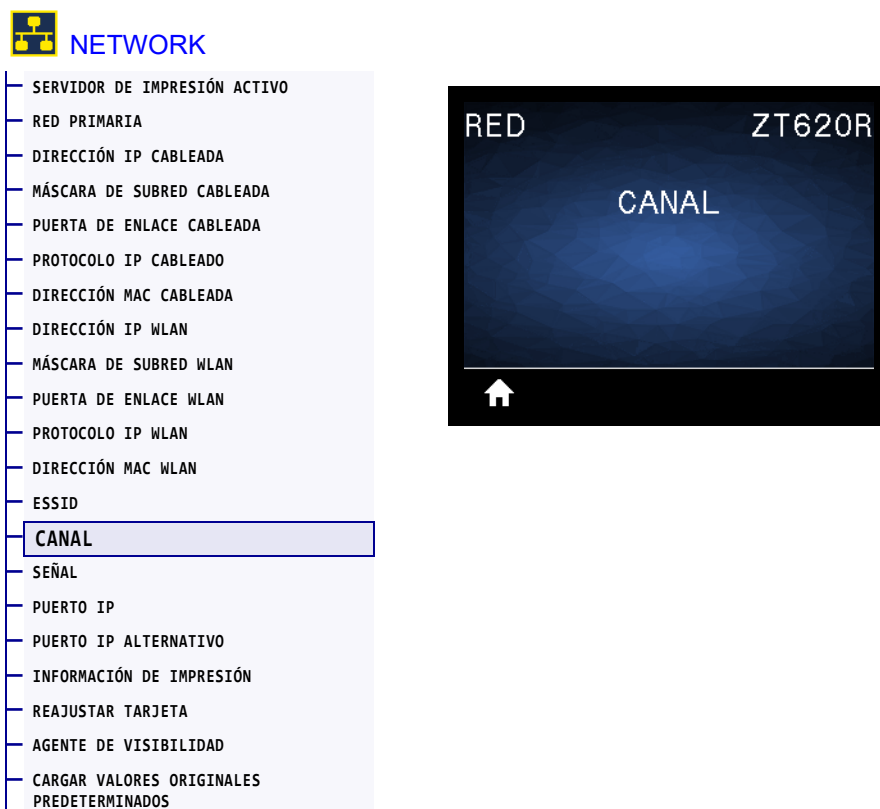 NETWORK
SERVIDOR DE IMPRESIÓN ACTIVO
RED PRIMARIA
DIRECCIÓN IP CABLEADA
MÁSCARA DE SUBRED CABLEADA
PUERTA DE ENLACE CABLEADA
PROTOCOLO IP CABLEADO
DIRECCIÓN MAC CABLEADA
DIRECCIÓN IP WLAN
MÁSCARA DE SUBRED WLAN
PUERTA DE ENLACE WLAN
PROTOCOLO IP WLAN
DIRECCIÓN MAC WLAN
ESSID
CANAL
SEÑAL
PUERTO IP
PUERTO IP ALTERNATIVO
INFORMACIÓN DE IMPRESIÓN
REAJUSTAR TARJETA
AGENTE DE VISIBILIDAD
CARGAR VALORES ORIGINALES
PREDETERMINADOS
RED ZT620R
CANAL